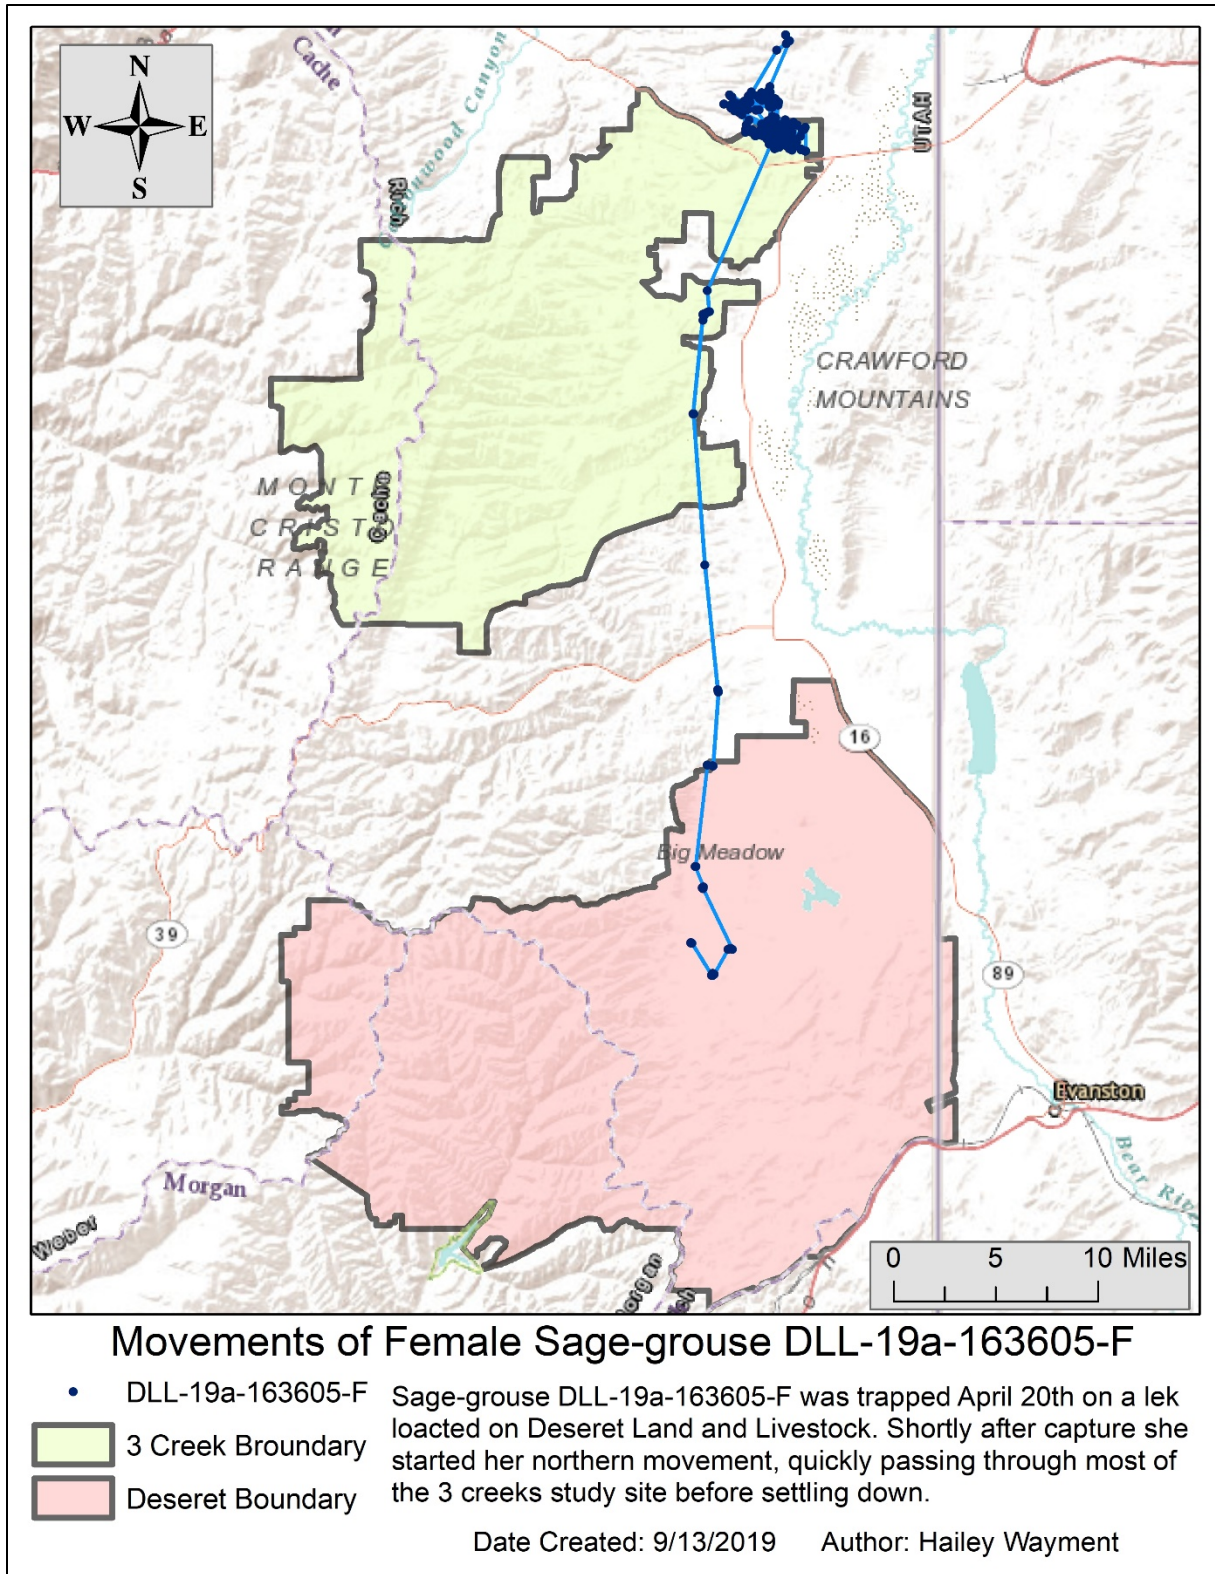 N
W E
S
Cache
Cottonwood Canyon
Rich
UTAH
CRAWFORD
MOUNTAINS
MONTE
CRISTO
RANGE
Cache
16
Big Meadow
39
89
Evanston
Bear River
Morgan
Weber
Morgan
0 5 10 Miles
Movements of Female Sage-grouse DLL-19a-163605-F
DLL-19a-163605-F
3 Creek Broundary
Deseret Boundary
Sage-grouse DLL-19a-163605-F was trapped April 20th on a lek
loacted on Deseret Land and Livestock. Shortly after capture she
started her northern movement, quickly passing through most of
the 3 creeks study site before settling down.
Date Created: 9/13/2019 Author: Hailey Wayment